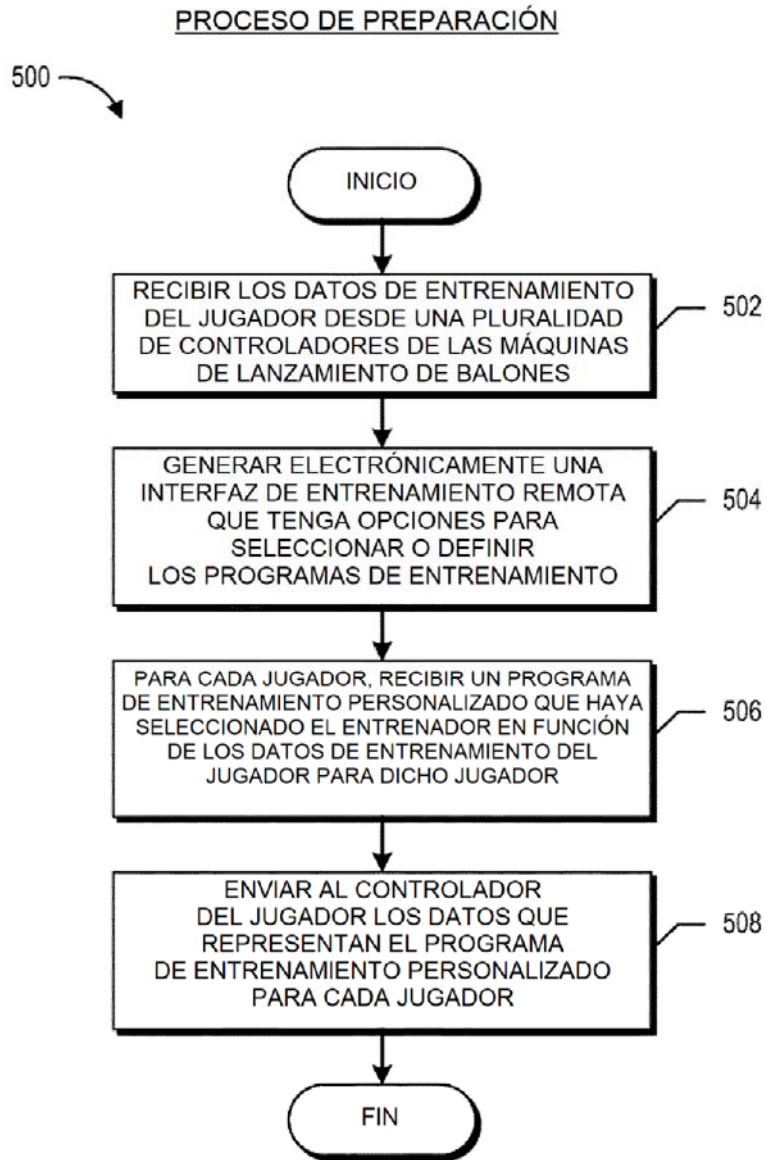 PROCESO DE PREPARACIÓN
500
INICIO
RECIBIR LOS DATOS DE ENTRENAMIENTO
DEL JUGADOR DESDE UNA PLURALIDAD
DE CONTROLADORES DE LAS MÁQUINAS
DE LANZAMIENTO DE BALONES
502
GENERAR ELECTRÓNICAMENTE UNA
INTERFAZ DE ENTRENAMIENTO REMOTA
QUE TENGA OPCIONES PARA
SELECCIONAR O DEFINIR
LOS PROGRAMAS DE ENTRENAMIENTO
504
PARA CADA JUGADOR, RECIBIR UN PROGRAMA
DE ENTRENAMIENTO PERSONALIZADO QUE HAYA
SELECCIONADO EL ENTRENADOR EN FUNCIÓN
DE LOS DATOS DE ENTRENAMIENTO DEL
JUGADOR PARA DICHO JUGADOR
506
ENVIAR AL CONTROLADOR
DEL JUGADOR LOS DATOS QUE
REPRESENTAN EL PROGRAMA
DE ENTRENAMIENTO PERSONALIZADO
PARA CADA JUGADOR
508
FIN